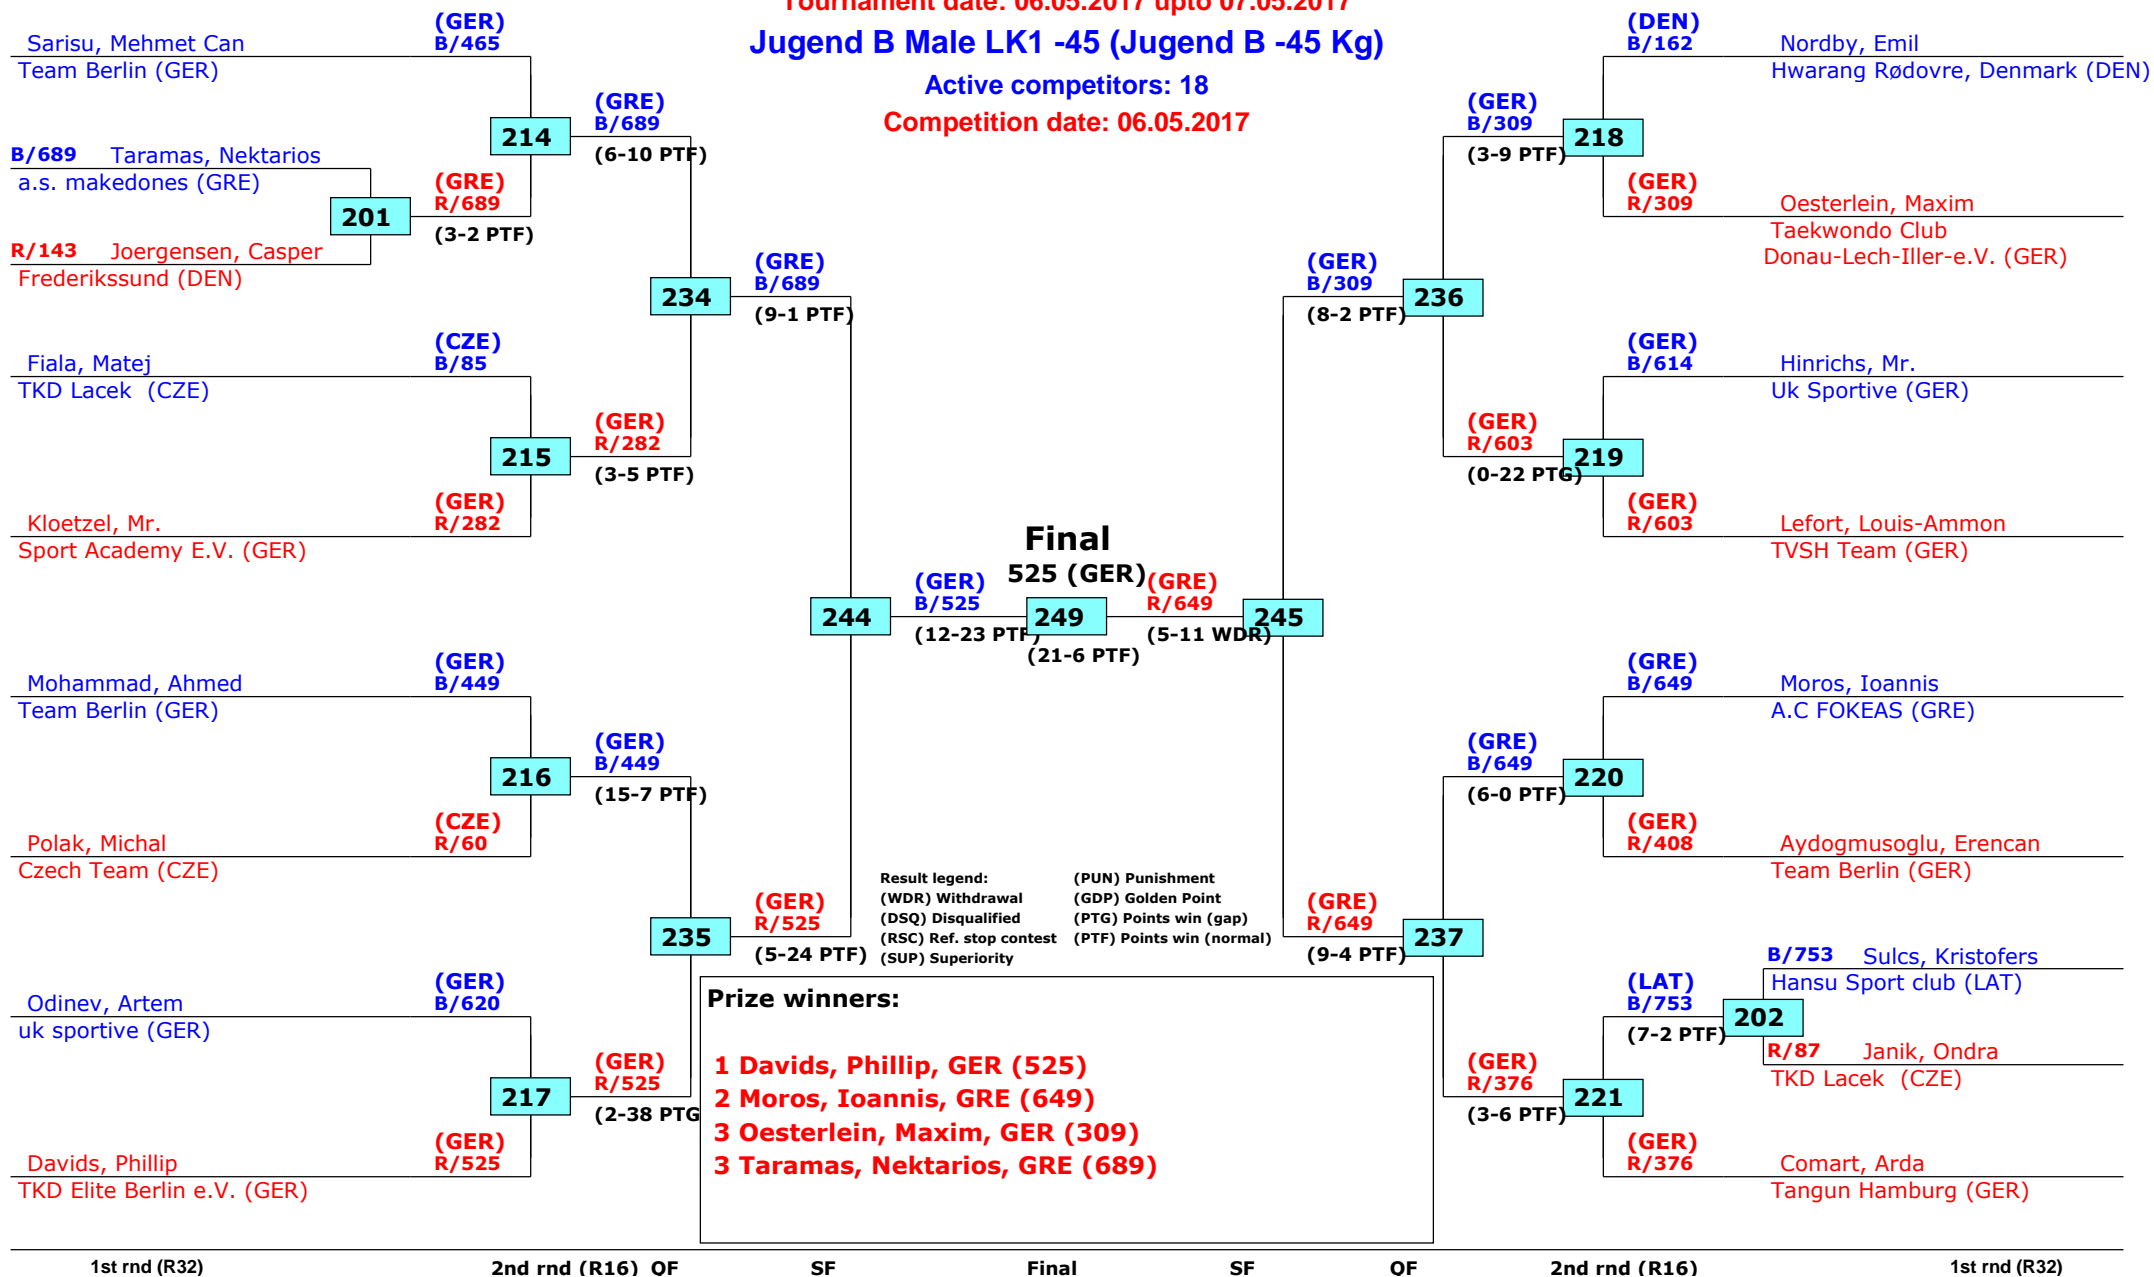 Tournament date: 06.05.2017 upto 07.05.2017
Jugend B Male LK1 -45 (Jugend B -45 Kg)
Active competitors: 18
Competition date: 06.05.2017
Sarisu, Mehmet Can
Team Berlin (GER)
(GER)
B/465
B/689 Taramas, Nektarios
a.s. makedones (GRE)
R/143 Joergensen, Casper
Frederikssund (DEN)
201
(GRE)
R/689
(3-2 PTF)
214
(GRE)
B/689
(6-10 PTF)
Fiala, Matej
TKD Lacek (CZE)
(CZE)
B/85
Kloetzel, Mr.
Sport Academy E.V. (GER)
(GER)
R/282
215
(GER)
R/282
(3-5 PTF)
234
(GRE)
B/689
(9-1 PTF)
Mohammad, Ahmed
Team Berlin (GER)
(GER)
B/449
Polak, Michal
Czech Team (CZE)
(CZE)
R/60
216
(GER)
B/449
(15-7 PTF)
Odinev, Artem
uk sportive (GER)
(GER)
B/620
Davids, Phillip
TKD Elite Berlin e.V. (GER)
(GER)
R/525
217
(GER)
R/525
(2-38 PTG
235
(GER)
R/525
(5-24 PTF)
244
(GER)
B/525
(12-23 PTF)
Final
525 (GER)
249
(21-6 PTF)
(GRE)
R/649
(5-11 WDR)
245
(GER)
B/309
(8-2 PTF)
236
(GER)
B/309
(3-9 PTF)
218
(DEN)
B/162
Nordby, Emil
Hwarang Rødovre, Denmark (DEN)
(GER)
R/309
Oesterlein, Maxim
Taekwondo Club
Donau-Lech-Iller-e.V. (GER)
(GER)
R/603
(0-22 PTG)
219
(GER)
B/614
Hinrichs, Mr.
Uk Sportive (GER)
(GER)
R/603
Lefort, Louis-Ammon
TVSH Team (GER)
(GRE)
R/649
(9-4 PTF)
237
(GRE)
B/649
(6-0 PTF)
220
(GRE)
B/649
Moros, Ioannis
A.C FOKEAS (GRE)
(GER)
R/408
Aydogmusoglu, Erencan
Team Berlin (GER)
(GER)
R/376
(3-6 PTF)
221
(LAT)
B/753
(7-2 PTF)
202
B/753 Sulcs, Kristofers
Hansu Sport club (LAT)
R/87 Janik, Ondra
TKD Lacek (CZE)
(GER)
R/376
Comart, Arda
Tangun Hamburg (GER)
Result legend:
(WDR) Withdrawal
(DSQ) Disqualified
(RSC) Ref. stop contest
(SUP) Superiority
(PUN) Punishment
(GDP) Golden Point
(PTG) Points win (gap)
(PTF) Points win (normal)
Prize winners:
1 Davids, Phillip, GER (525)
2 Moros, Ioannis, GRE (649)
3 Oesterlein, Maxim, GER (309)
3 Taramas, Nektarios, GRE (689)
1st rnd (R32) 2nd rnd (R16) QF SF Final SF QF 2nd rnd (R16) 1st rnd (R32)